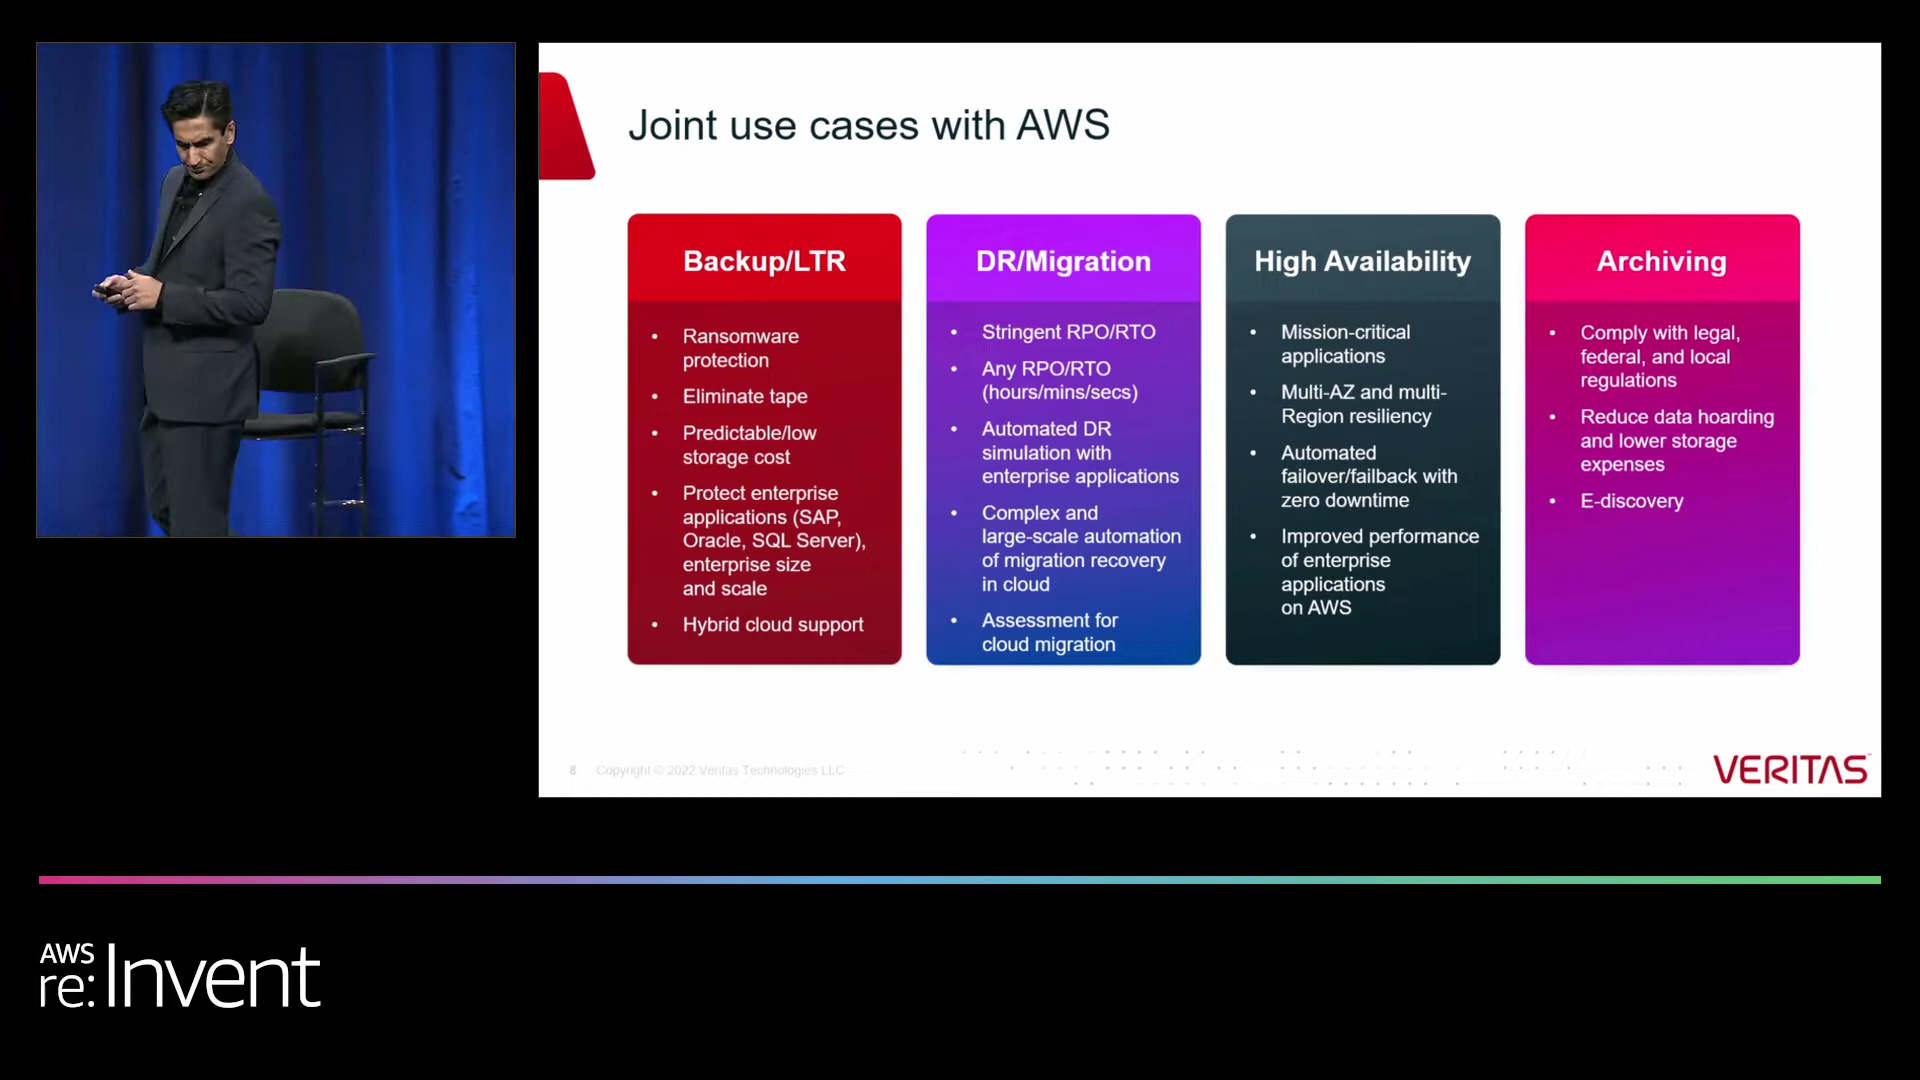 Joint use cases with AWS
Backup/LTR
• Ransomware
protection
• Eliminate tape
• Predictable/low
storage cost
• Protect enterprise
applications (SAP,
Oracle, SQL Server),
enterprise size
and scale
• Hybrid cloud support
DR/Migration
• Stringent RPO/RTO
• Any RPO/RTO
(hours/mins/secs)
• Automated DR
simulation with
enterprise applications
• Complex and
large-scale automation
of migration recovery
in cloud
• Assessment for
cloud migration
High Availability
• Mission-critical
applications
• Multi-AZ and multi-
Region resiliency
• Automated
failover/failback with
zero downtime
• Improved performance
of enterprise
applications
on AWS
Archiving
• Comply with legal,
federal, and local
regulations
• Reduce data hoarding
and lower storage
expenses
• E-discovery
8 Copyright © 2022 Veritas Technologies LLC
VERITAS™
AWS
re:Invent